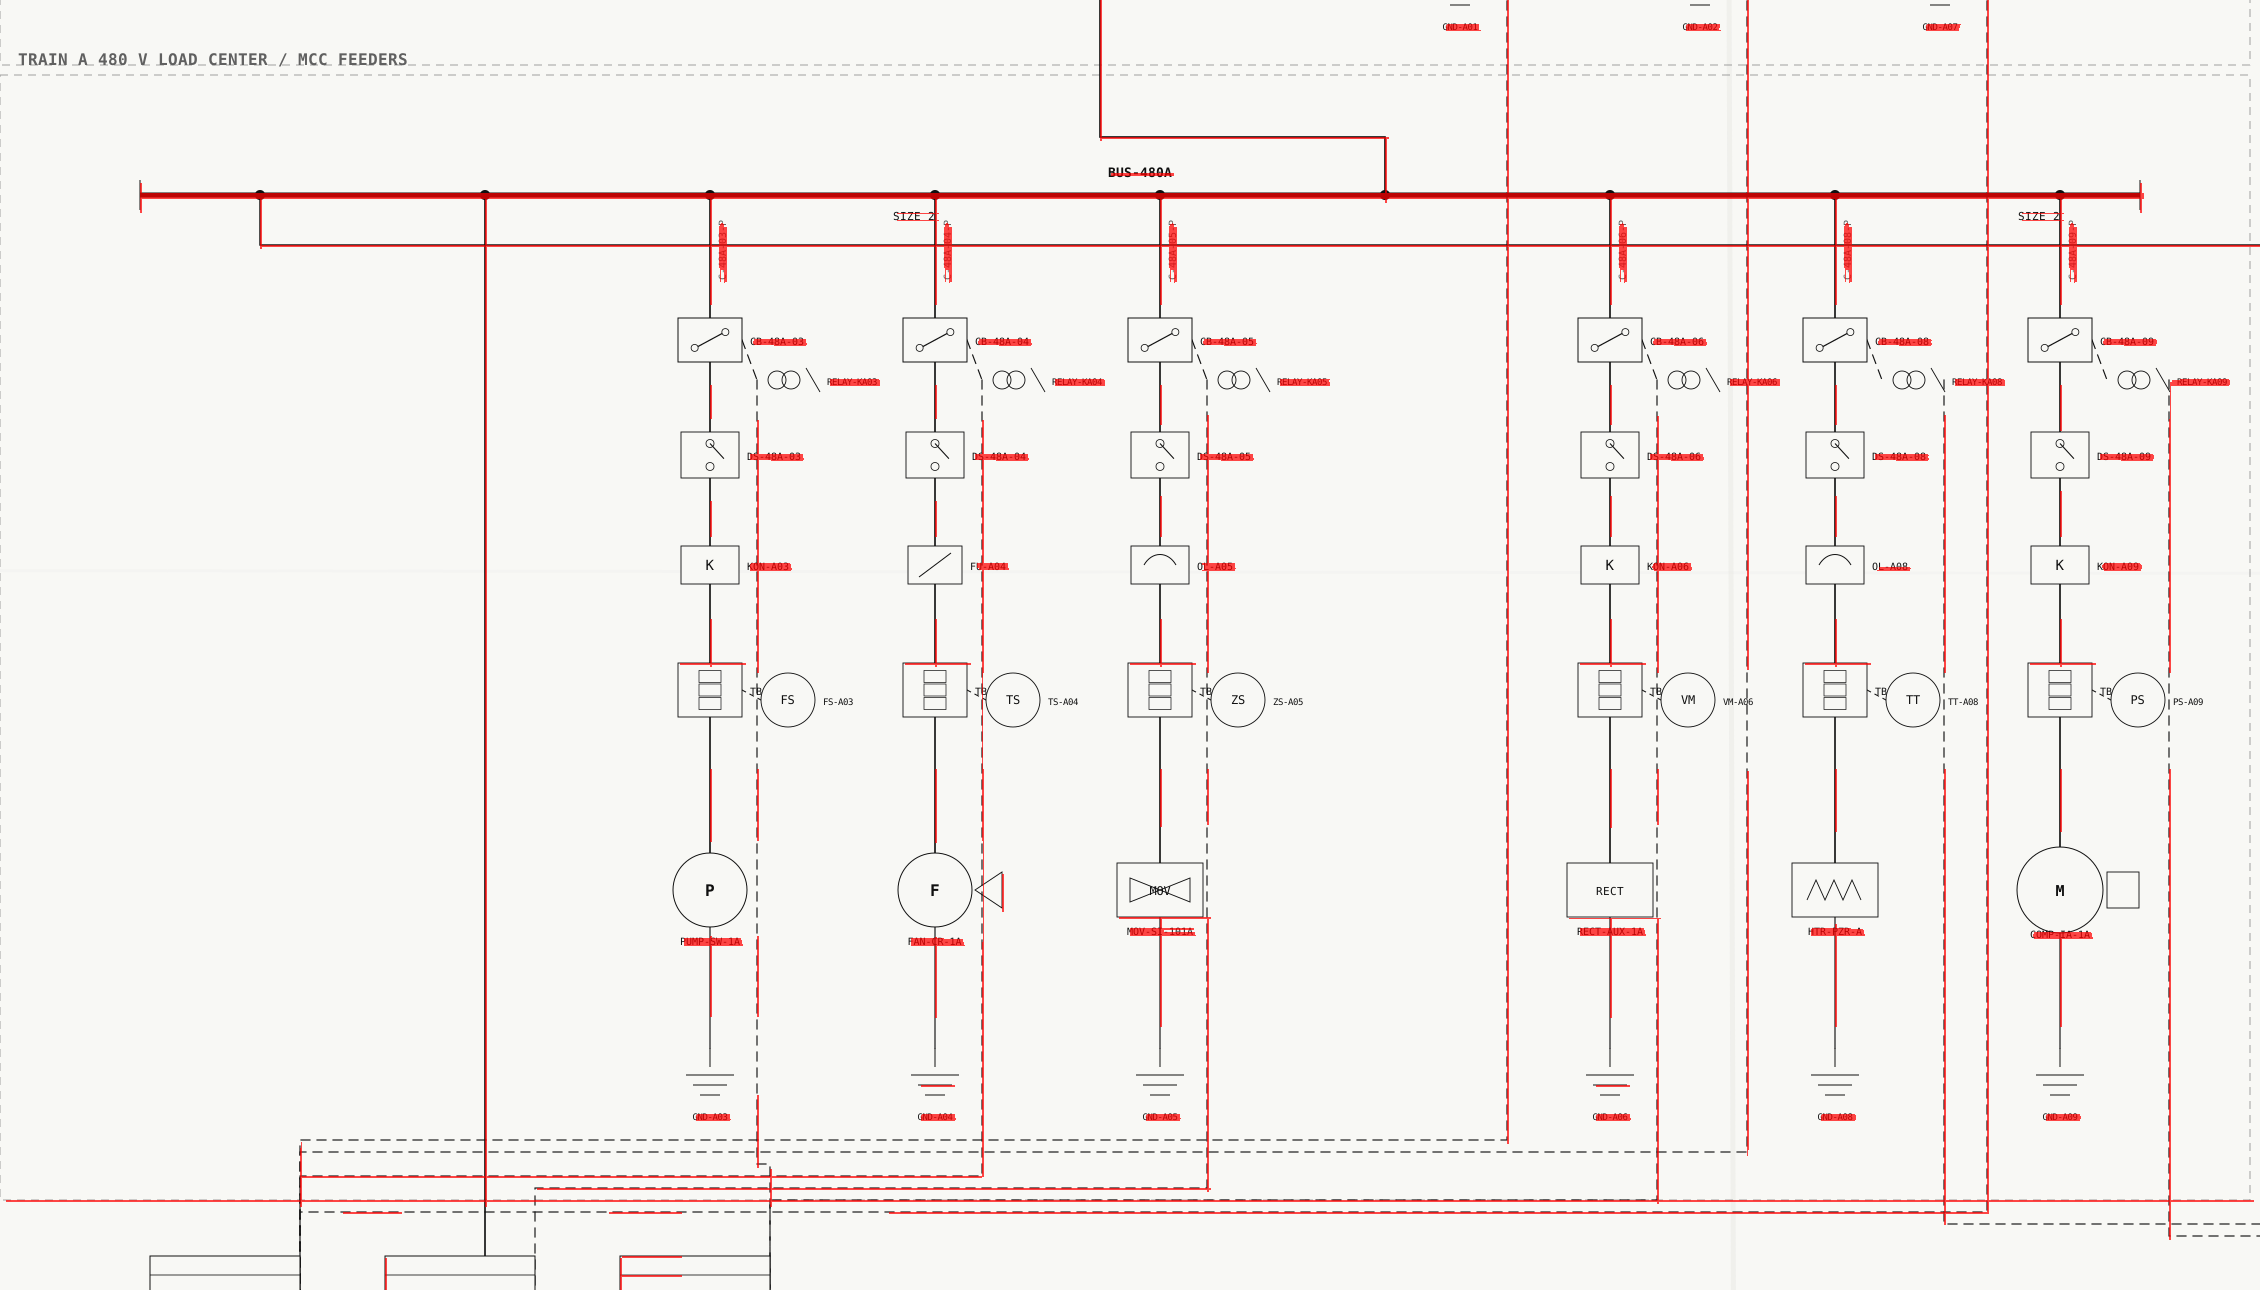 GND-A01
GND-A02
GND-A07
TRAIN A 480 V LOAD CENTER / MCC FEEDERS
BUS-480A
SIZE 2
SIZE 2
CB-48A-03
CB-48A-04
CB-48A-05
CB-48A-06
CB-48A-08
CB-48A-09
RELAY-KA03
RELAY-KA04
RELAY-KA05
RELAY-KA06
RELAY-KA08
RELAY-KA09
DS-48A-03
DS-48A-04
DS-48A-05
DS-48A-06
DS-48A-08
DS-48A-09
K
KON-A03
FU-A04
OL-A05
K
KON-A06
OL-A08
K
KON-A09
TB
FS
FS-A03
TB
TS
TS-A04
TB
ZS
ZS-A05
TB
VM
VM-A06
TB
TT
TT-A08
TB
PS
PS-A09
P
F
MOV
RECT
M
PUMP-SW-1A
FAN-CR-1A
MOV-SI-101A
RECT-AUX-1A
HTR-PZR-A
COMP-IA-1A
GND-A03
GND-A04
GND-A05
GND-A06
GND-A08
GND-A09